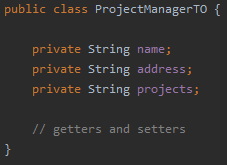 public class ProjectManagerTO {
private String name;
private String address;
private String projects;
// getters and setters
}